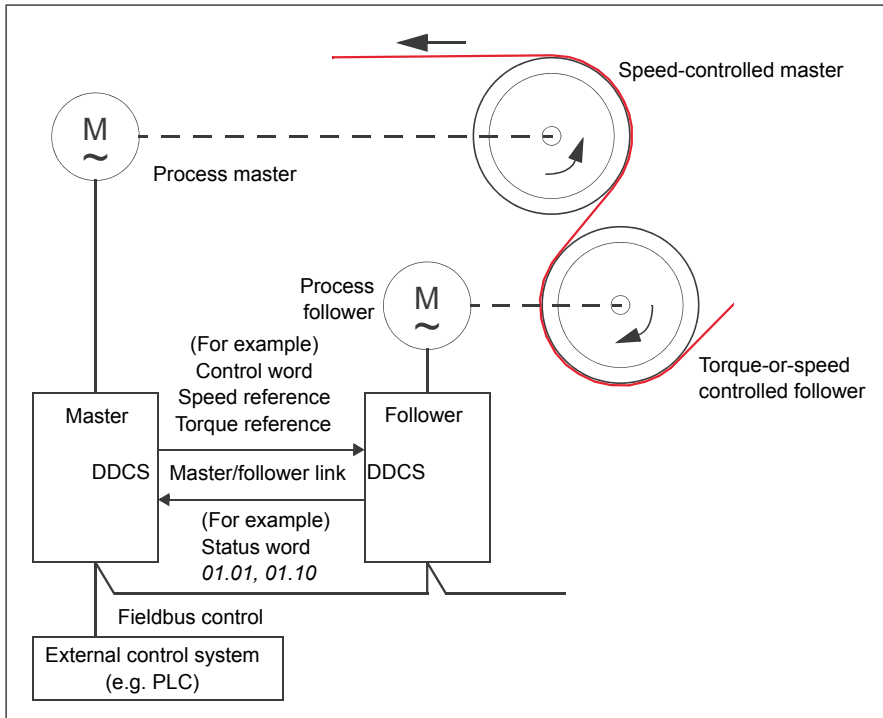 Speed-controlled master
M
~
Process master
Process
follower
M
~
Torque-or-speed
controlled follower
(For example)
Control word
Speed reference
Torque reference
Master
Follower
DDCS
Master/follower link
DDCS
(For example)
Status word
01.01, 01.10
Fieldbus control
External control system
(e.g. PLC)